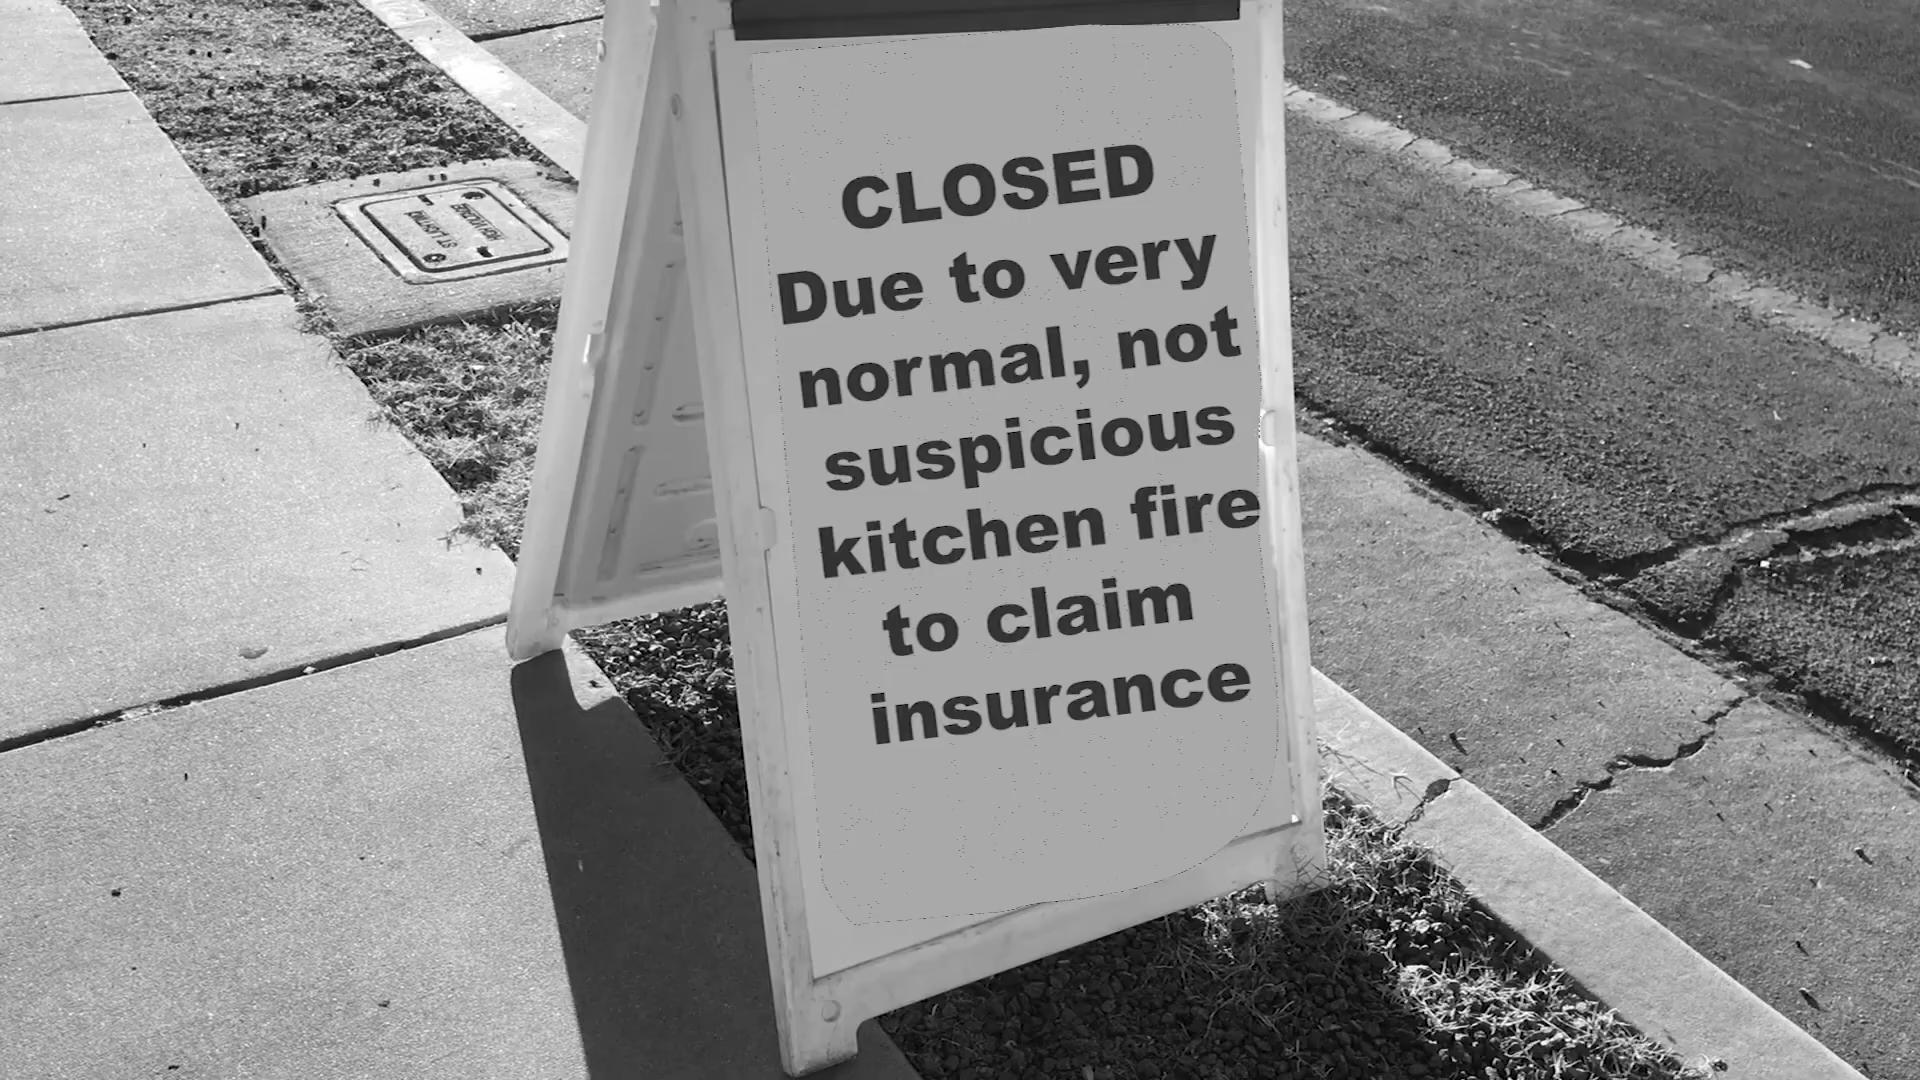 CLOSED
Due to very
normal, not
suspicious
kitchen fire
to claim
insurance